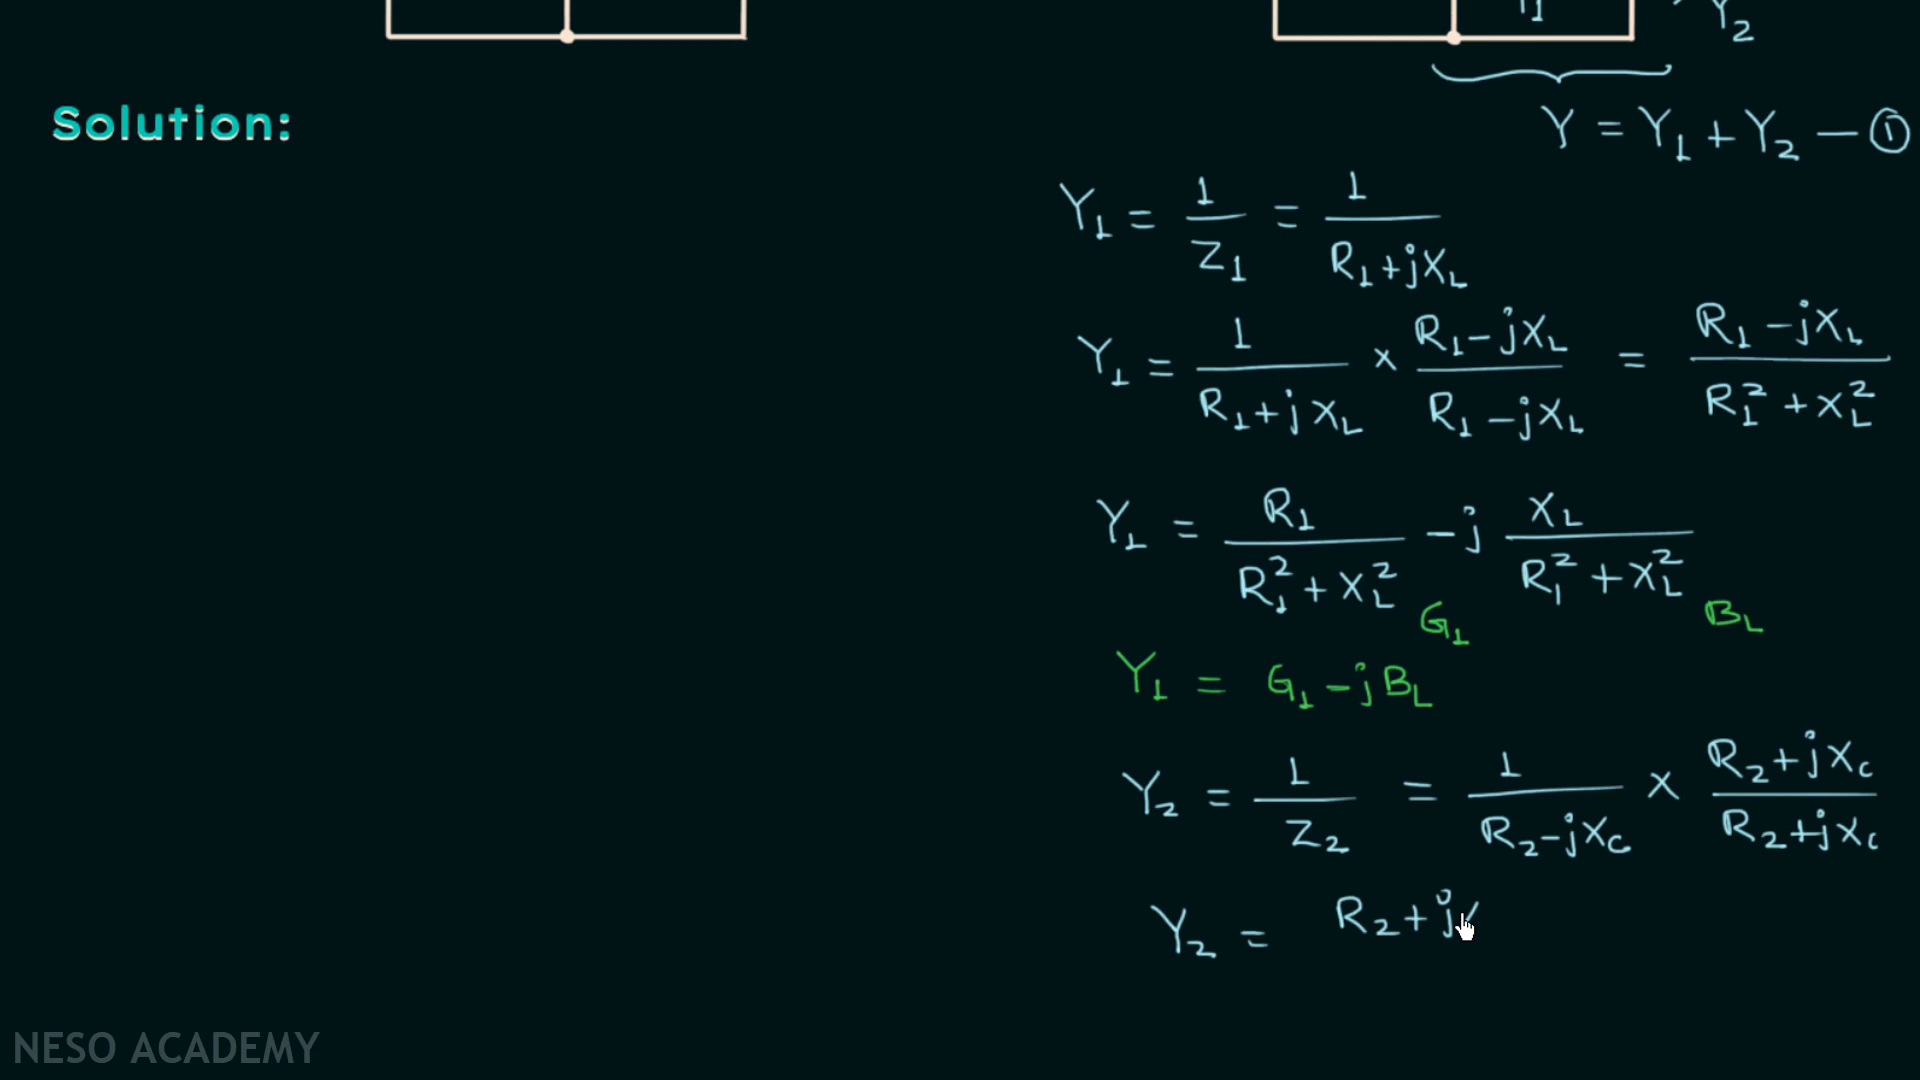 Y₁ Y₂
Solution:
Y = Y₁ + Y₂ — ①
Y₁ = 1/Z₁ = 1/(R₁+jX_L)
Y₁ = 1/(R₁+jX_L) × (R₁-jX_L)/(R₁-jX_L) = (R₁-jX_L)/(R₁²+X_L²)
Y₁ = R₁/(R₁²+X_L²) - j X_L/(R₁²+X_L²)
G₁ B_L
Y₁ = G₁ - jB_L
Y₂ = 1/Z₂ = 1/(R₂-jX_C) × (R₂+jX_C)/(R₂+jX_C)
Y₂ = R₂+j
NESO ACADEMY